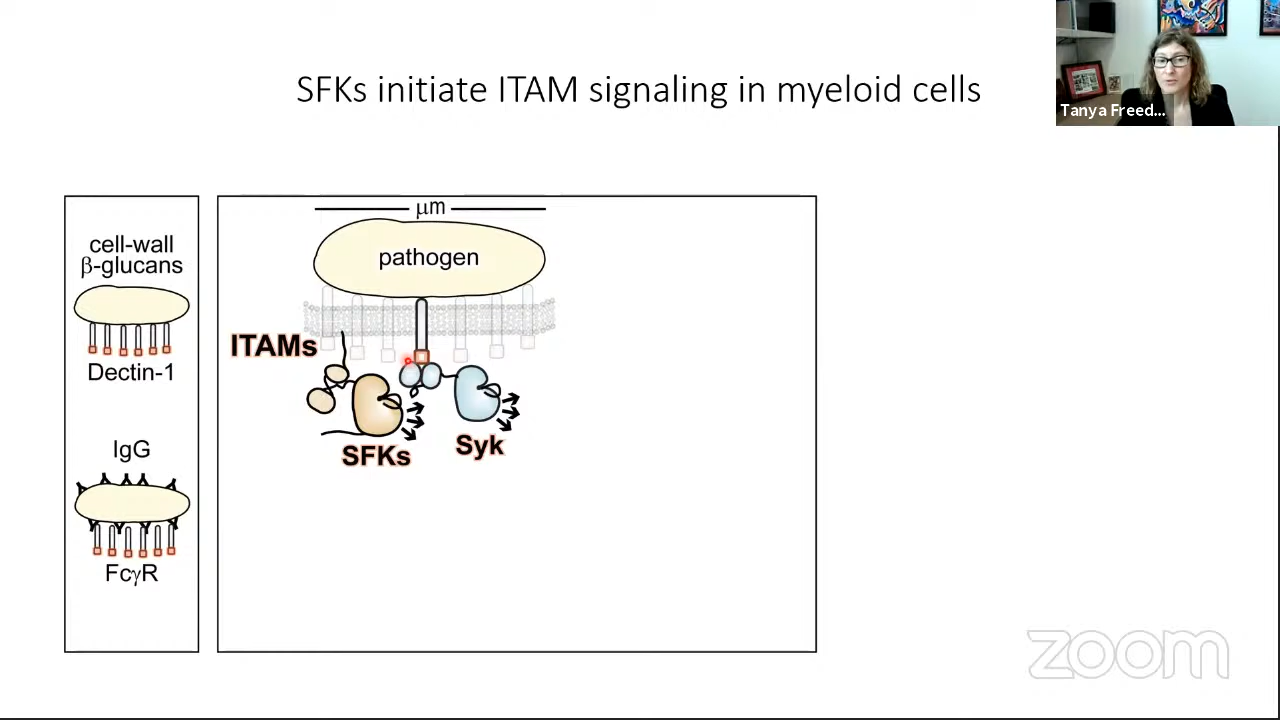 SFKs initiate ITAM signaling in myeloid cells
Tanya Freed...
cell-wall
β-glucans
Dectin-1
IgG
FcγR
μm
pathogen
ITAMs
SFKs
Syk
zoom